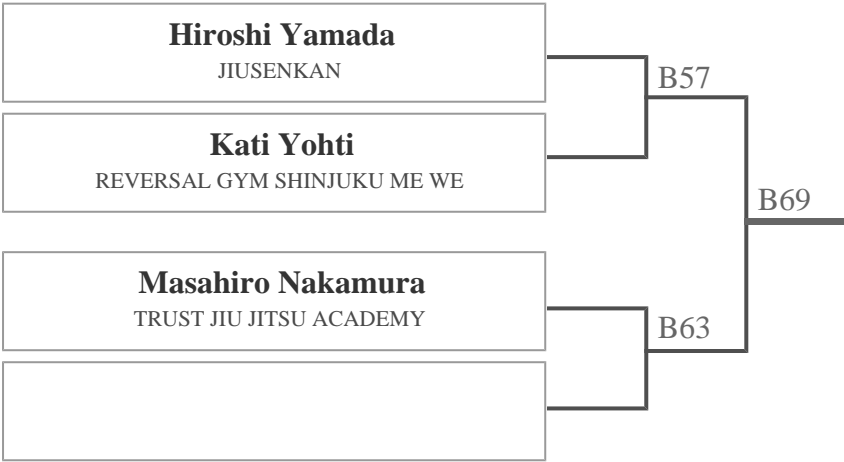 Hiroshi Yamada
JIUSENKAN
B57
Kati Yohti
REVERSAL GYM SHINJUKU ME WE
B69
Masahiro Nakamura
TRUST JIU JITSU ACADEMY
B63